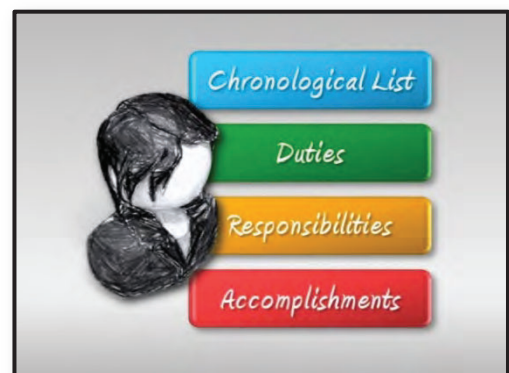 Chronological List
Duties
Responsibilities
Accomplishments